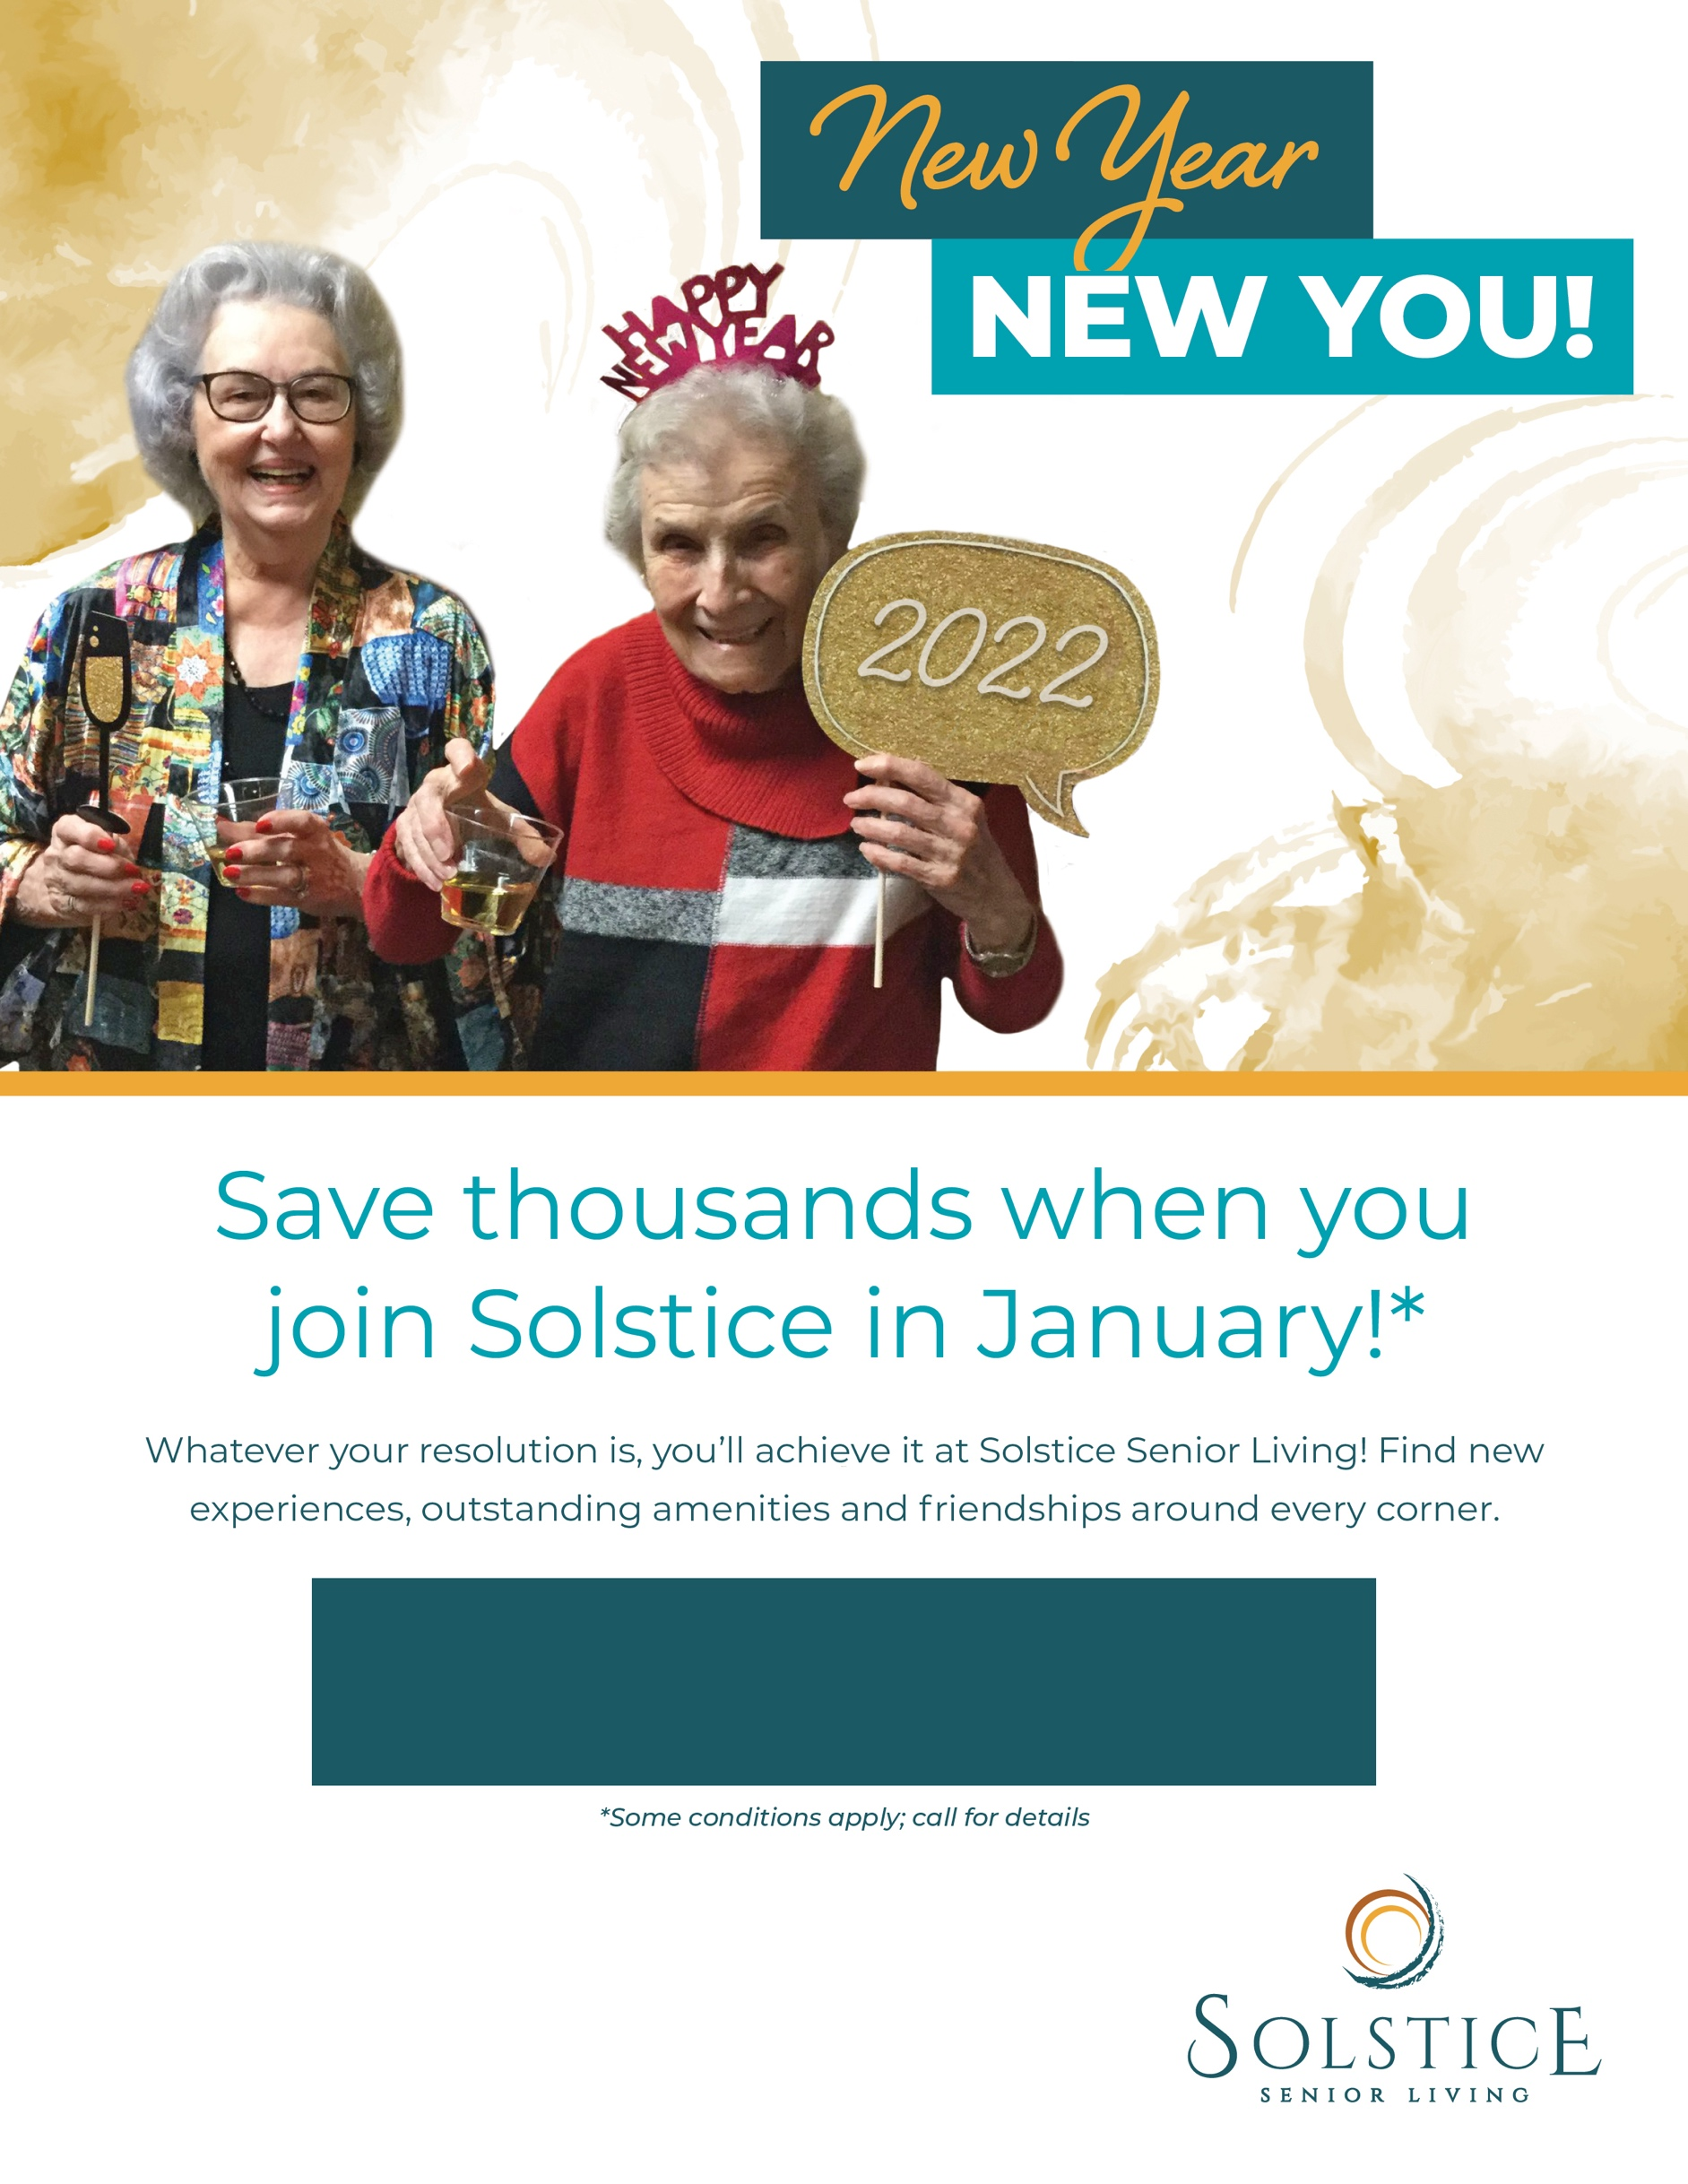 New Year
NEW YOU!
HAPPY
NEW YEAR
2022
Save thousands when you
join Solstice in January!*
Whatever your resolution is, you’ll achieve it at Solstice Senior Living! Find new
experiences, outstanding amenities and friendships around every corner.
*Some conditions apply; call for details
SOLSTICE
SENIOR LIVING